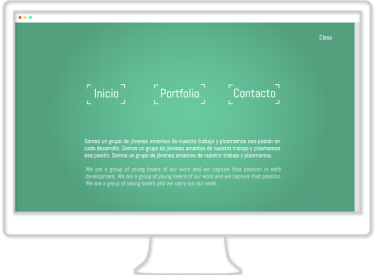 Close
Inicio Portfolio Contacto
Somos un grupo de jóvenes amantes de nuestro trabajo y plasmamos esa pasión en
cada desarrollo. Somos un grupo de jóvenes amantes de nuestro trabajo y plasmamos
esa pasión. Somos un grupo de jóvenes amantes de nuestro trabajo y plasmamos.
We are a group of young lovers of our work and we capture that passion in each
development. We are a group of young lovers of our work and we capture that passion.
We are a group of young lovers and we carry out our work